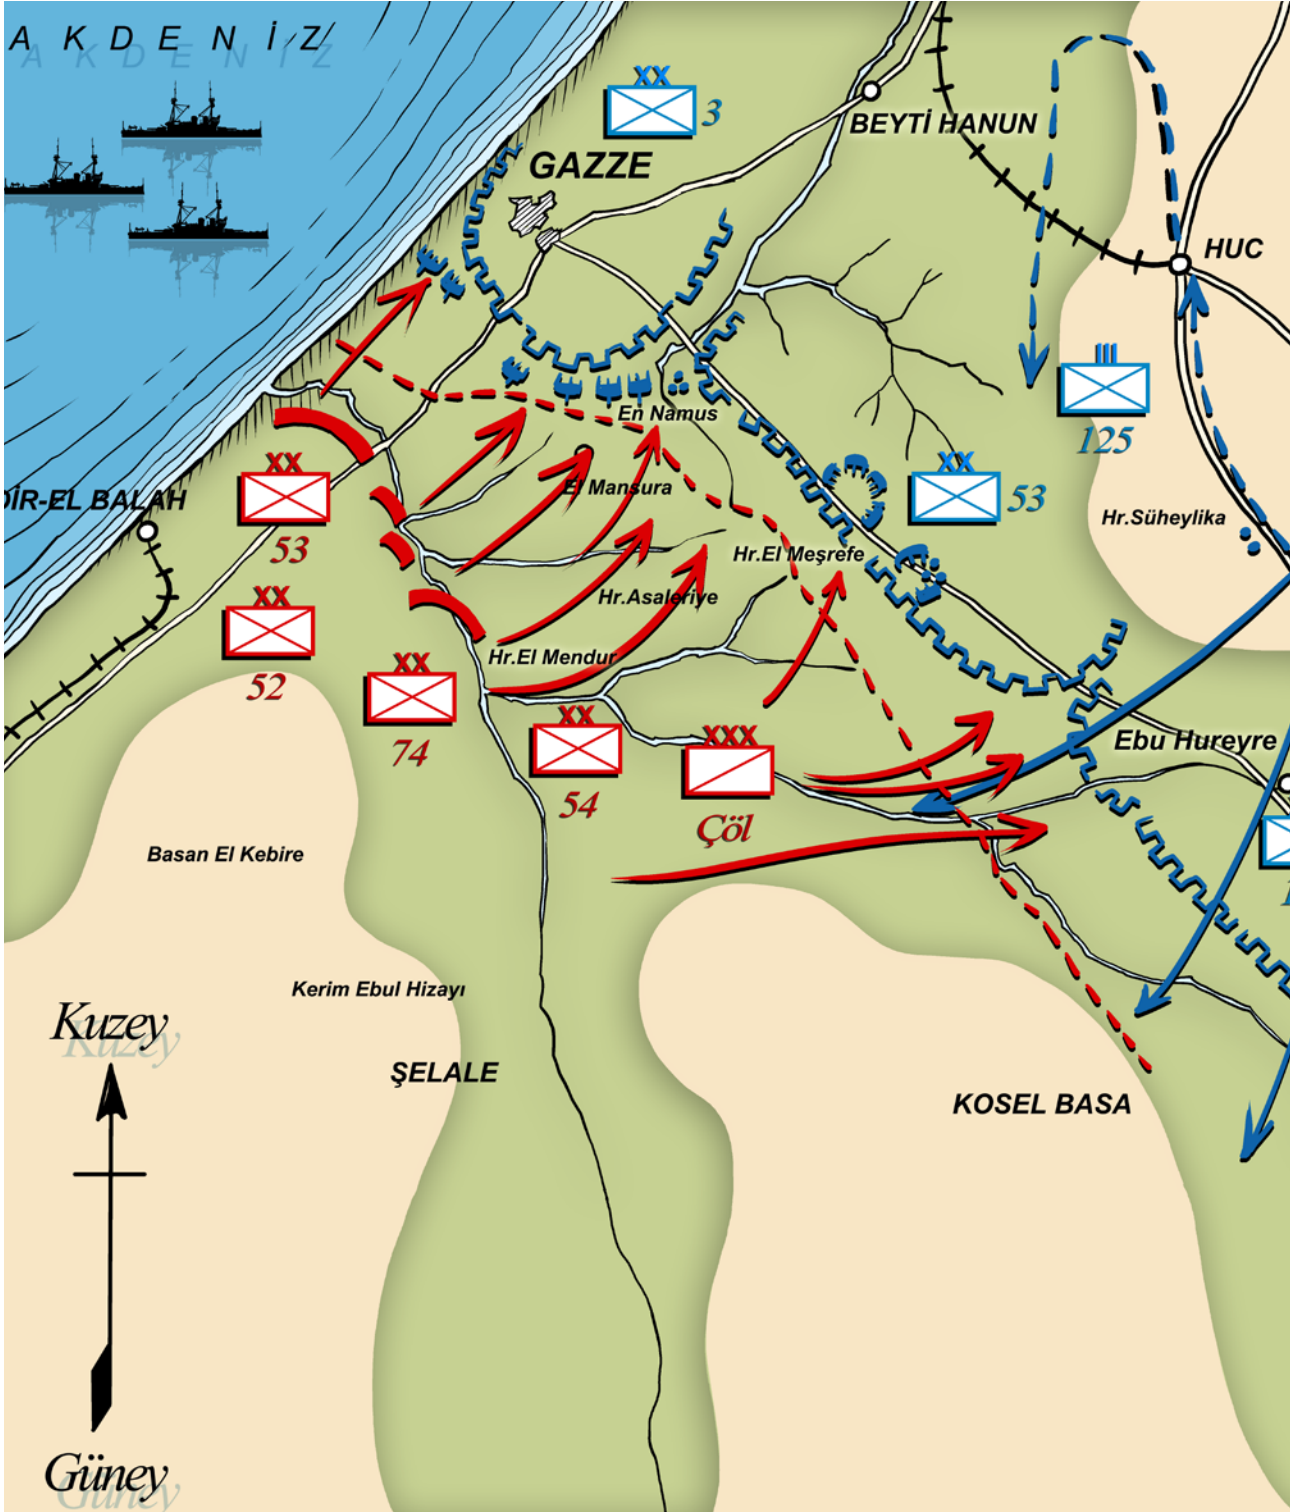 AKDENİZ
XX
3
GAZZE
BEYTİ HANUN
HUC
III
125
En Namus
XX
53
El Mansura
Hr.Süheylika
DİR-EL BALAH
XX
53
Hr.El Meşrefe
Hr.Asaleriye
XX
52
Hr.El Mendur
XX
74
XX
54
XXX
Çöl
Ebu Hureyre
Basan El Kebire
Kerim Ebul Hizayı
Kuzey
ŞELALE
KOSEL BASA
Güney